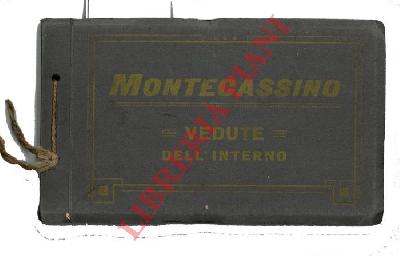 MONTECASSINO
VEDUTE
DELL'INTERNO
LIBRERIA PIANI